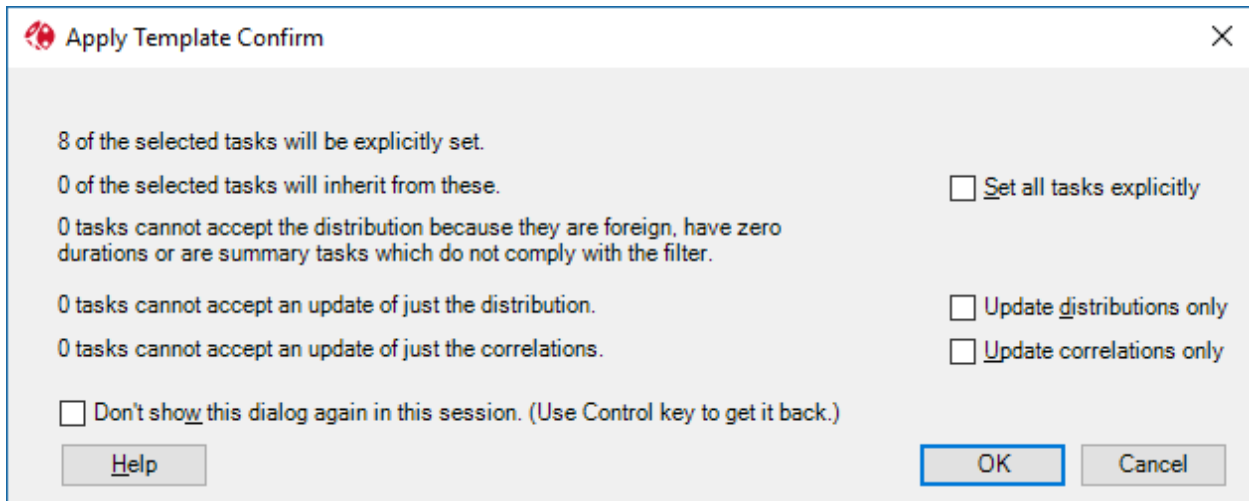 Apply Template Confirm
8 of the selected tasks will be explicitly set.
0 of the selected tasks will inherit from these.
Set all tasks explicitly
0 tasks cannot accept the distribution because they are foreign, have zero
durations or are summary tasks which do not comply with the filter.
0 tasks cannot accept an update of just the distribution.
Update distributions only
0 tasks cannot accept an update of just the correlations.
Update correlations only
Don't show this dialog again in this session. (Use Control key to get it back.)
Help
OK
Cancel